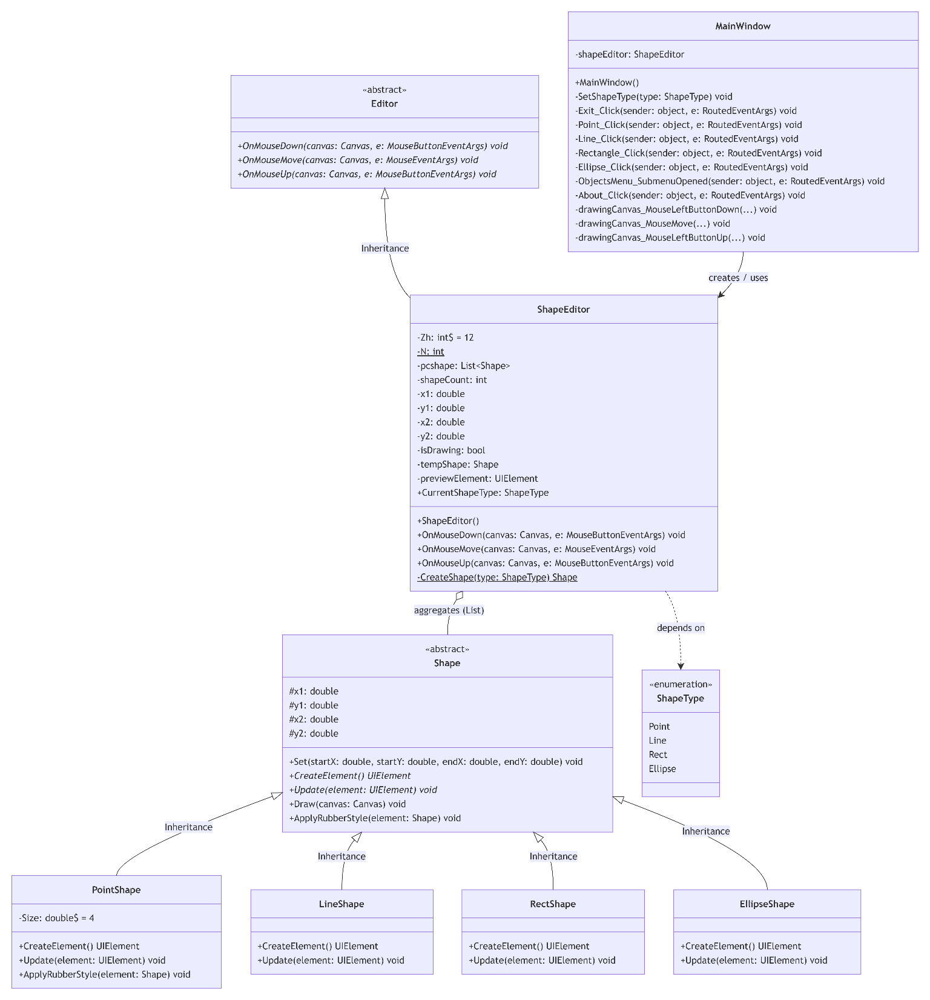 MainWindow
-shapeEditor: ShapeEditor
+MainWindow()
-SetShapeType(type: ShapeType) void
-Exit_Click(sender: object, e: RoutedEventArgs) void
-Point_Click(sender: object, e: RoutedEventArgs) void
-Line_Click(sender: object, e: RoutedEventArgs) void
-Rectangle_Click(sender: object, e: RoutedEventArgs) void
-Ellipse_Click(sender: object, e: RoutedEventArgs) void
-ObjectsMenu_SubmenuOpened(sender: object, e: RoutedEventArgs) void
-About_Click(sender: object, e: RoutedEventArgs) void
-drawingCanvas_MouseLeftButtonDown(...) void
-drawingCanvas_MouseMove(...) void
-drawingCanvas_MouseLeftButtonUp(...) void
«abstract»
Editor
+OnMouseDown(canvas: Canvas, e: MouseButtonEventArgs) void
+OnMouseMove(canvas: Canvas, e: MouseEventArgs) void
+OnMouseUp(canvas: Canvas, e: MouseButtonEventArgs) void
Inheritance
creates / uses
ShapeEditor
-Zh: int$ = 12
-N: int
-pcshape: List<Shape>
-shapeCount: int
-x1: double
-y1: double
-x2: double
-y2: double
-isDrawing: bool
-tempShape: Shape
-previewElement: UIElement
+CurrentShapeType: ShapeType
+ShapeEditor()
+OnMouseDown(canvas: Canvas, e: MouseButtonEventArgs) void
+OnMouseMove(canvas: Canvas, e: MouseEventArgs) void
+OnMouseUp(canvas: Canvas, e: MouseButtonEventArgs) void
-CreateShape(type: ShapeType) Shape
aggregates (List)
depends on
«abstract»
Shape
#x1: double
#y1: double
#x2: double
#y2: double
+Set(startX: double, startY: double, endX: double, endY: double) void
+CreateElement() UIElement
+Update(element: UIElement) void
+Draw(canvas: Canvas) void
+ApplyRubberStyle(element: Shape) void
«enumeration»
ShapeType
Point
Line
Rect
Ellipse
Inheritance
Inheritance
Inheritance
Inheritance
PointShape
-Size: double$ = 4
+CreateElement() UIElement
+Update(element: UIElement) void
+ApplyRubberStyle(element: Shape) void
LineShape
+CreateElement() UIElement
+Update(element: UIElement) void
RectShape
+CreateElement() UIElement
+Update(element: UIElement) void
EllipseShape
+CreateElement() UIElement
+Update(element: UIElement) void